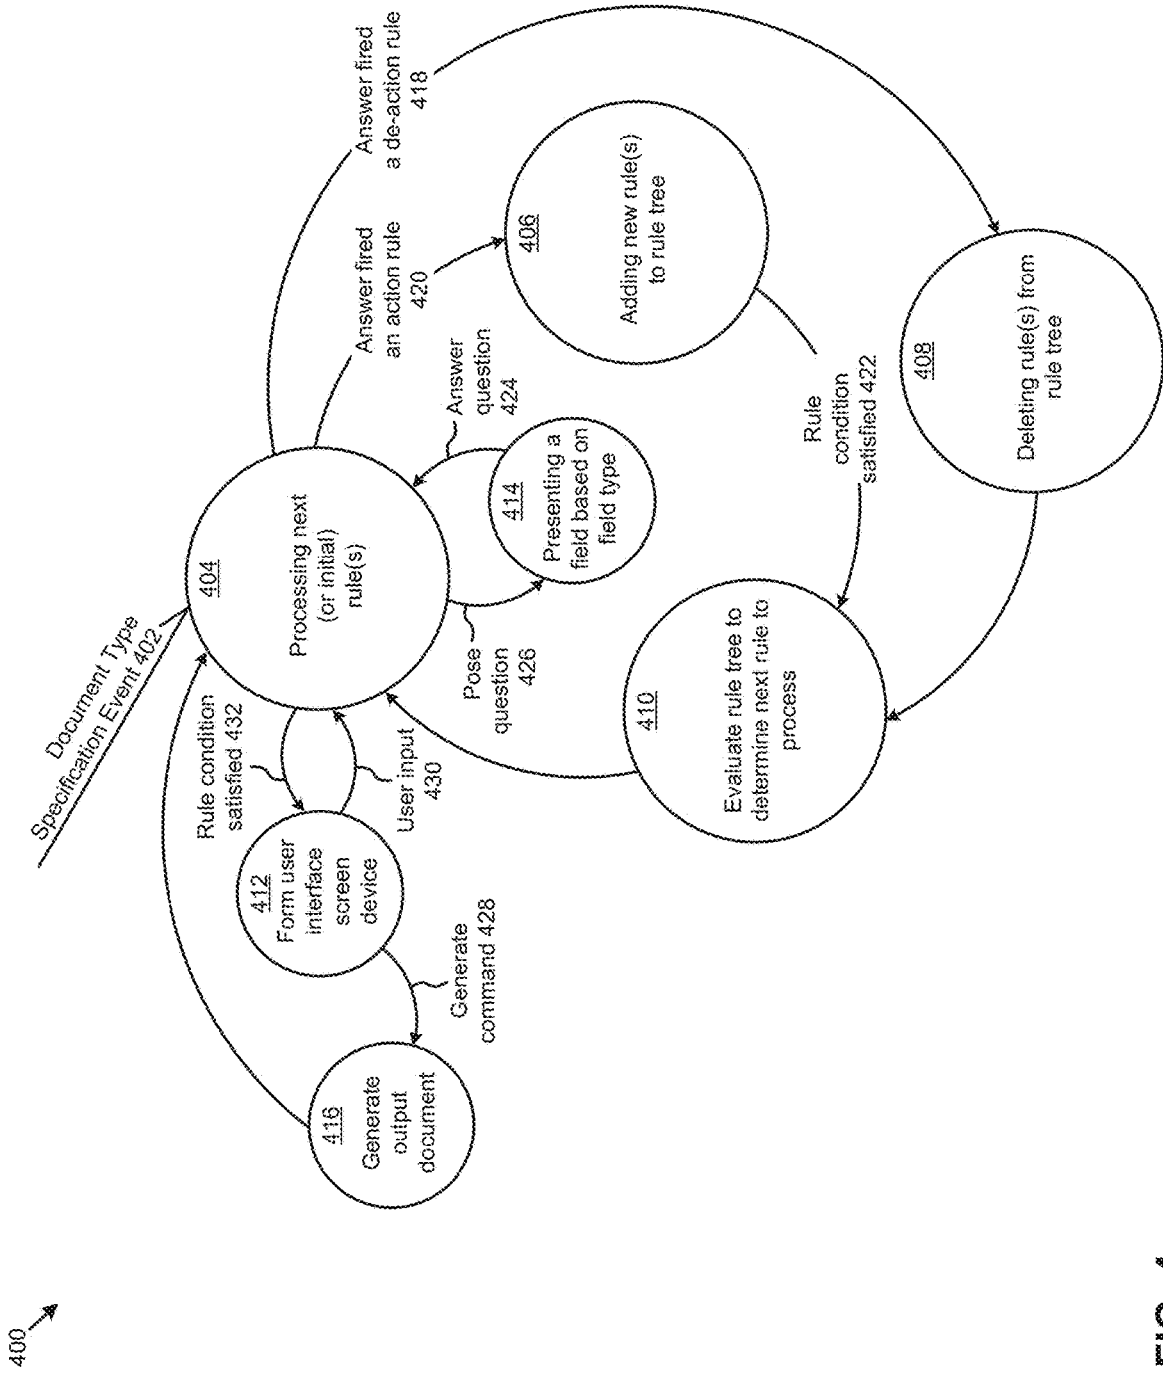 400
Document Type
Specification Event 402
404
Processing next
(or initial)
rule(s)
Answer fired
a de-action rule
418
Answer fired
an action rule
420
406
Adding new rule(s)
to rule tree
Answer
question
424
414
Presenting a
field based on
field type
Pose
question
426
Rule condition
satisfied 432
User input
430
412
Form user
interface
screen
device
Generate
command 428
416
Generate
output
document
Rule
condition
satisfied 422
408
Deleting rule(s) from
rule tree
410
Evaluate rule tree to
determine next rule to
process